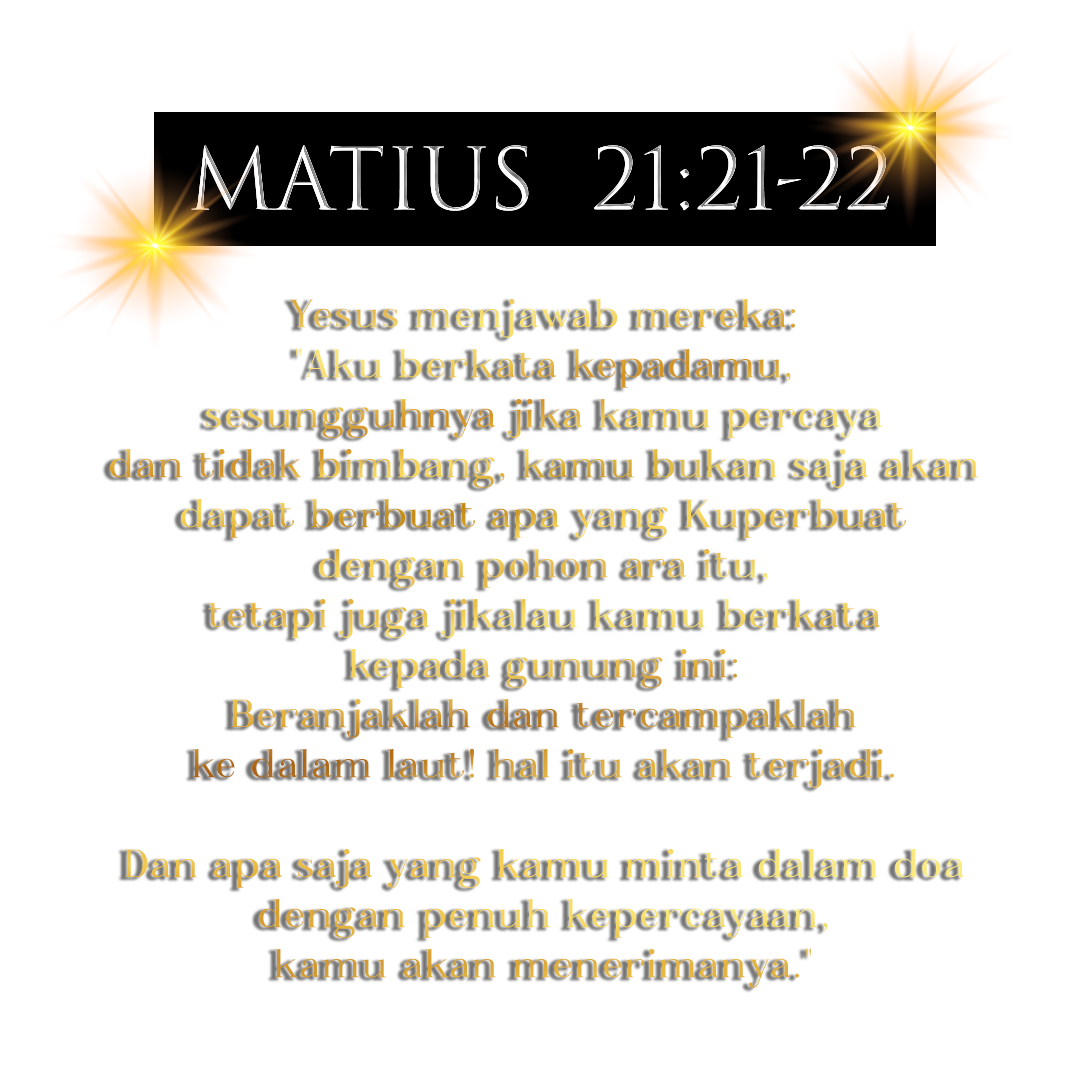 MATIUS 21:21-22
Yesus menjawab mereka:
"Aku berkata kepadamu,
sesungguhnya jika kamu percaya
dan tidak bimbang, kamu bukan saja akan
dapat berbuat apa yang Kuperbuat
dengan pohon ara itu,
tetapi juga jikalau kamu berkata
kepada gunung ini:
Beranjaklah dan tercampaklah
ke dalam laut! hal itu akan terjadi.
Dan apa saja yang kamu minta dalam doa
dengan penuh kepercayaan,
kamu akan menerimanya."